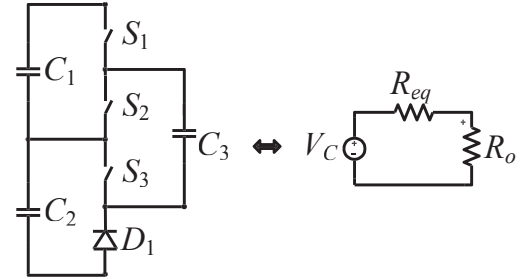 S1
C1
S2
C3
S3
C2
D1
Req
+
VC
+
-
Ro